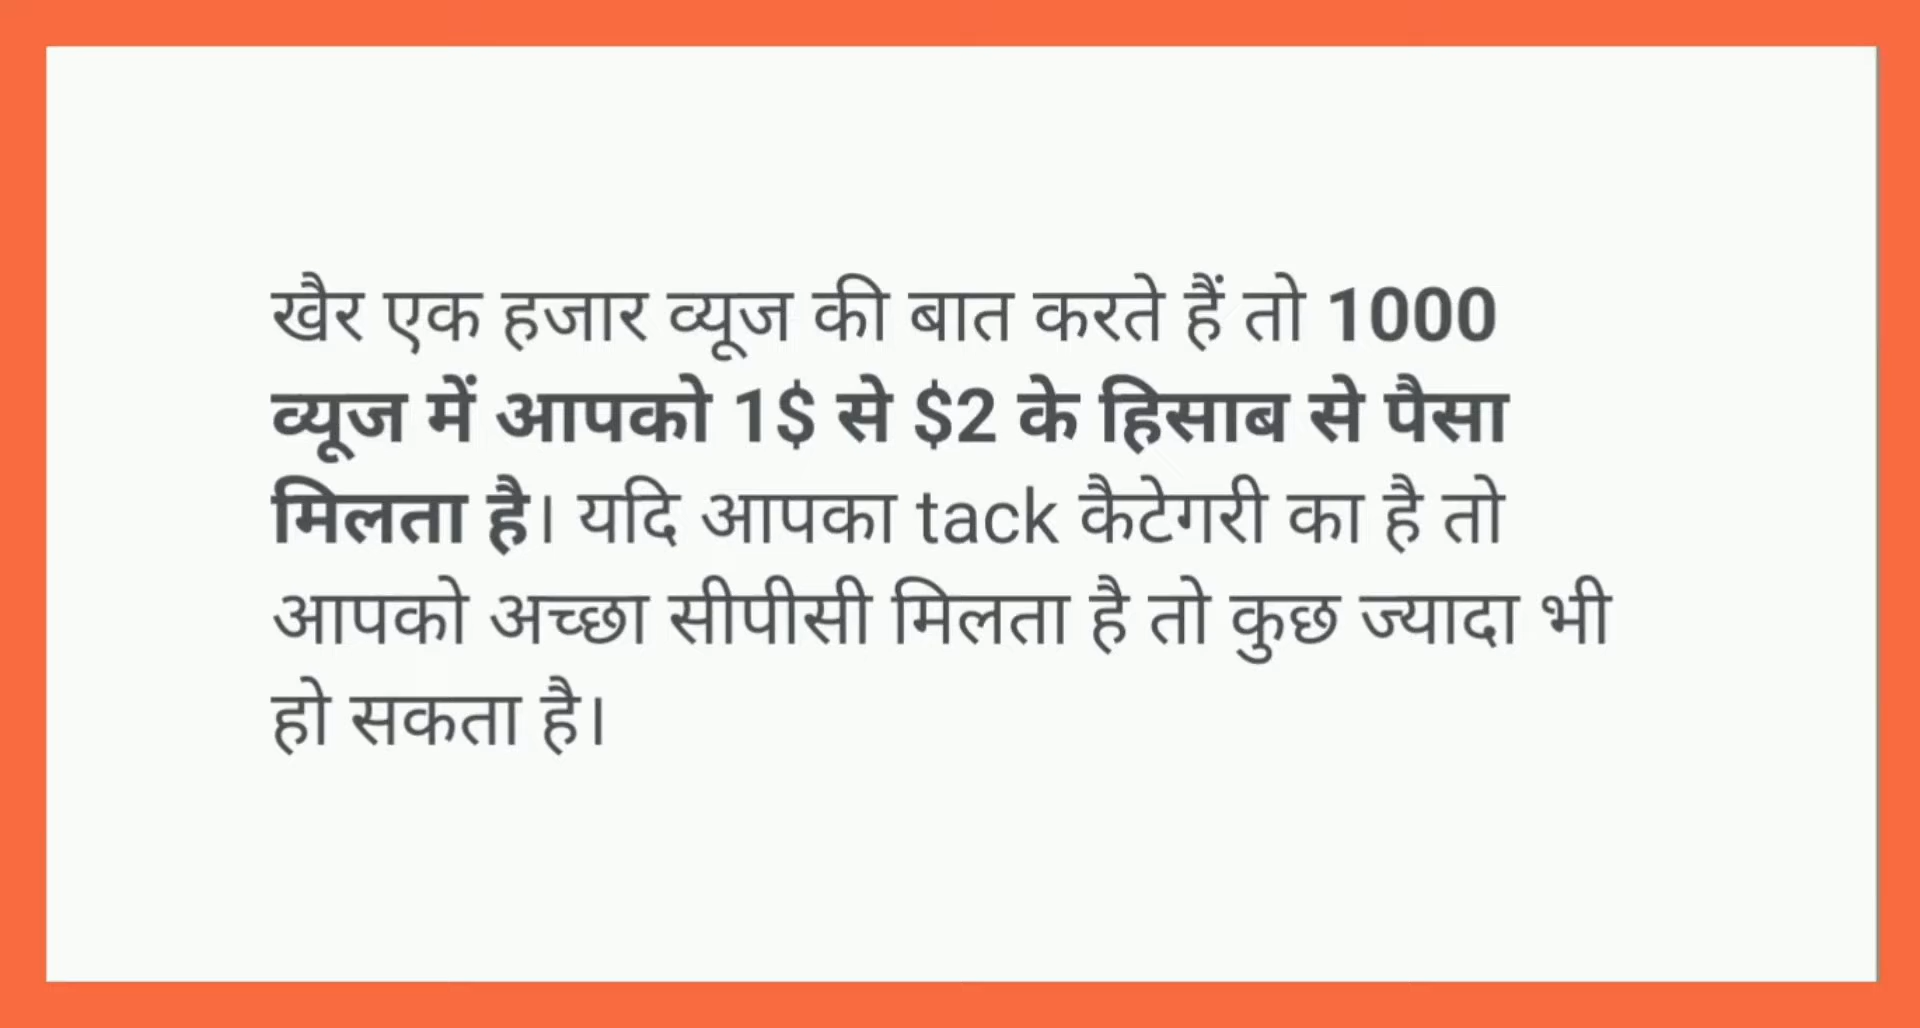 खैर एक हजार व्यूज की बात करते हैं तो 1000
व्यूज में आपको 1$ से $2 के हिसाब से पैसा
मिलता है। यदि आपका tack कैटेगरी का है तो
आपको अच्छा सीपीसी मिलता है तो कुछ ज्यादा भी
हो सकता है।